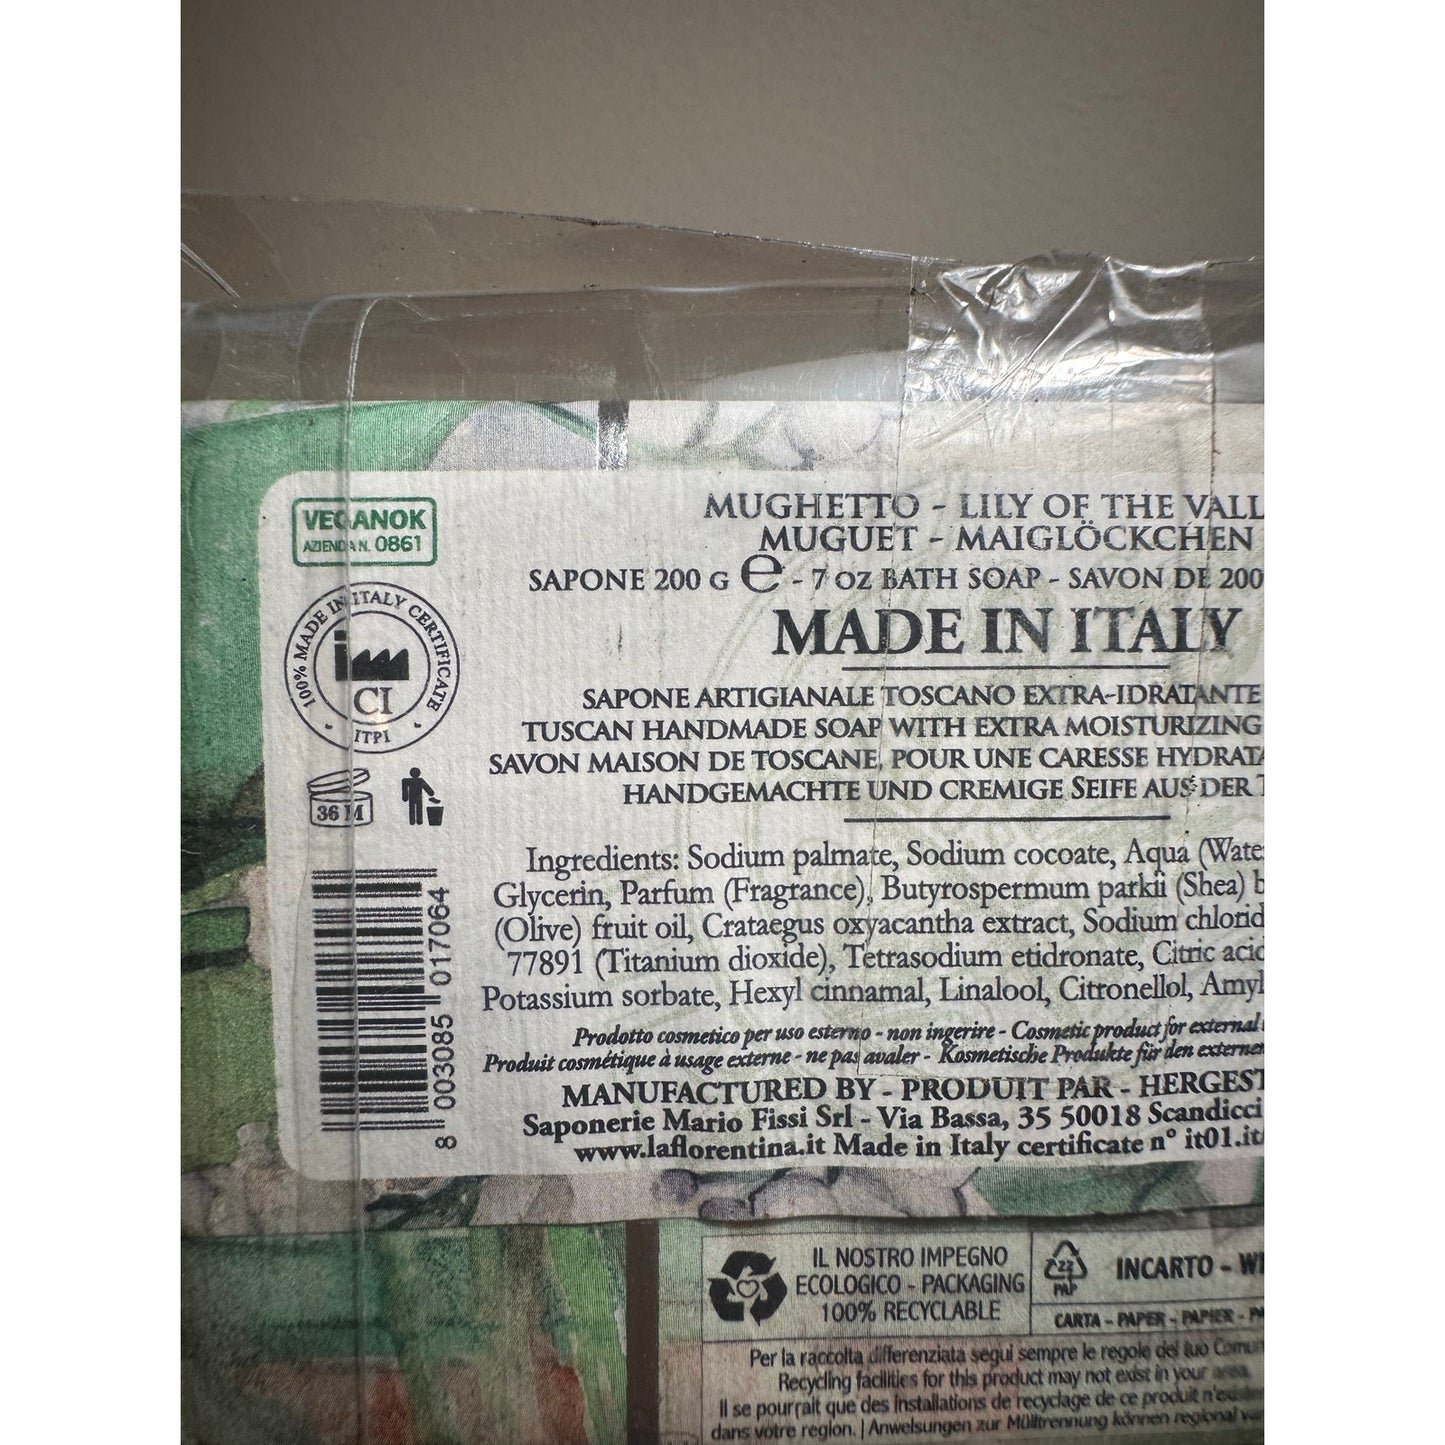 VEGANOK
AZIENDA N. 0861
100% MADE IN ITALY CERTIFICATE
CI
- ITPI -
36 M
8 003085 017064
MUGHETTO - LILY OF THE VALL
MUGUET - MAIGLÖCKCHEN
SAPONE 200 G ℮ - 7 OZ BATH SOAP - SAVON DE 200
MADE IN ITALY
SAPONE ARTIGIANALE TOSCANO EXTRA-IDRATANTE
TUSCAN HANDMADE SOAP WITH EXTRA MOISTURIZING
SAVON MAISON DE TOSCANE, POUR UNE CARESSE HYDRATA
HANDGEMACHTE UND CREMIGE SEIFE AUS DER
Ingredients: Sodium palmate, Sodium cocoate, Aqua (Wate
Glycerin, Parfum (Fragrance), Butyrospermum parkii (Shea) b
(Olive) fruit oil, Crataegus oxyacantha extract, Sodium chlorid
77891 (Titanium dioxide), Tetrasodium etidronate, Citric acid
Potassium sorbate, Hexyl cinnamal, Linalool, Citronellol, Amyl
Prodotto cosmetico per uso esterno - non ingerire - Cosmetic product for external
Produit cosmétique à usage externe - ne pas avaler - Kosmetische Produkte für den externe
MANUFACTURED BY - PRODUIT PAR - HERGEST
Saponerie Mario Fissi Srl - Via Bassa, 35 50018 Scandicci
www.laflorentina.it Made in Italy certificate n° it01.it/
IL NOSTRO IMPEGNO
ECOLOGICO - PACKAGING
100% RECYCLABLE
22
PAP
INCARTO - W
CARTA - PAPER - PAPIER - P
Per la raccolta differenziata segui sempre le regole del tuo Comu
Recycling facilities for this product may not exist in your area.
Il se pourrait que des installations de recyclage de ce produit n'existe
dans votre region. | Anweisungen zur Mülltrennung können regional va